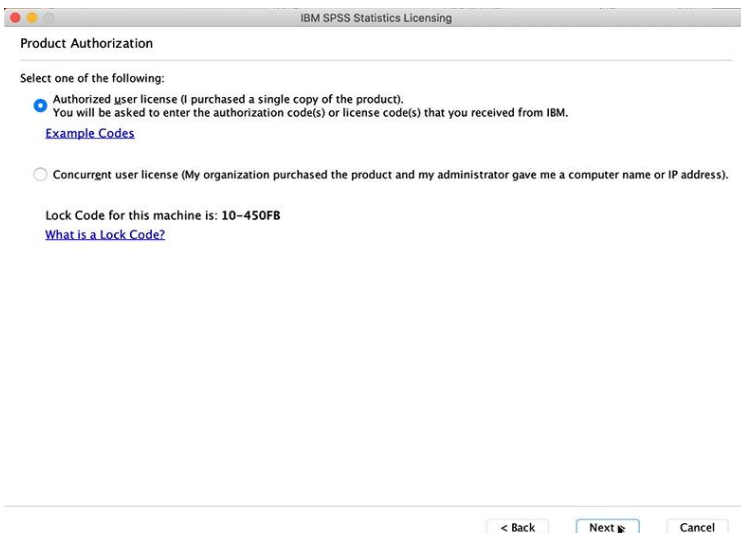 IBM SPSS Statistics Licensing
Product Authorization
Select one of the following:
Authorized user license (I purchased a single copy of the product).
You will be asked to enter the authorization code(s) or license code(s) that you received from IBM.
Example Codes
Concurrent user license (My organization purchased the product and my administrator gave me a computer name or IP address).
Lock Code for this machine is: 10-450FB
What is a Lock Code?
< Back Next > Cancel